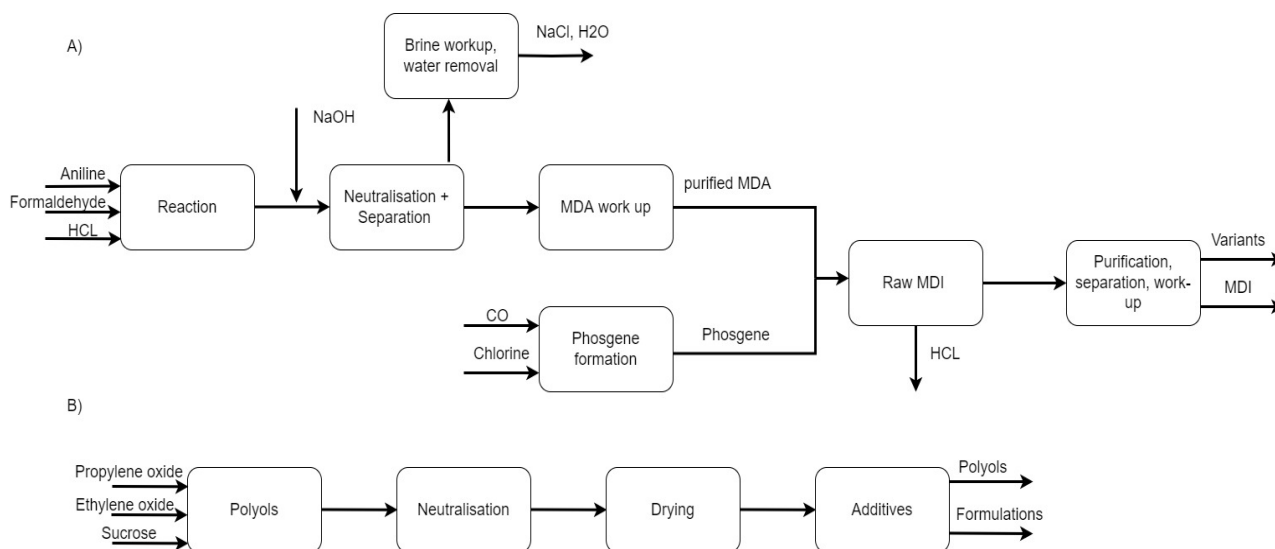 A)
Brine workup,
water removal
NaCl, H2O
NaOH
Aniline
Formaldehyde
HCL
Reaction
Neutralisation +
Separation
MDA work up
purified MDA
CO
Chlorine
Phosgene
formation
Phosgene
Raw MDI
HCL
Purification,
separation, work-
up
Variants
MDI
B)
Propylene oxide
Ethylene oxide
Sucrose
Polyols
Neutralisation
Drying
Additives
Polyols
Formulations